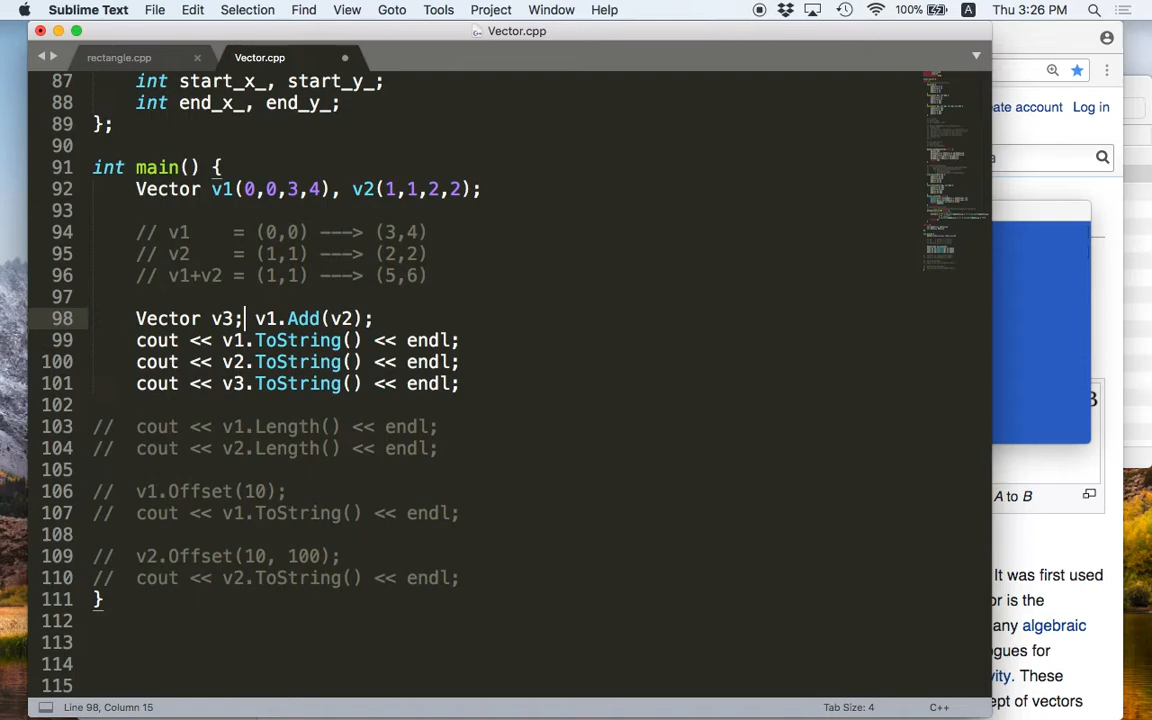 Sublime Text File Edit Selection Find View Goto Tools Project Window Help 100% A Thu 3:26 PM
Vector.cpp
rectangle.cpp Vector.cpp
87 int start_x_, start_y_;
88 int end_x_, end_y_;
89 };
90
91 int main() {
92 Vector v1(0,0,3,4), v2(1,1,2,2);
93
94 // v1 = (0,0) ---> (3,4)
95 // v2 = (1,1) ---> (2,2)
96 // v1+v2 = (1,1) ---> (5,6)
97
98 Vector v3; v1.Add(v2);
99 cout << v1.ToString() << endl;
100 cout << v2.ToString() << endl;
101 cout << v3.ToString() << endl;
102
103 // cout << v1.Length() << endl;
104 // cout << v2.Length() << endl;
105
106 // v1.Offset(10);
107 // cout << v1.ToString() << endl;
108
109 // v2.Offset(10, 100);
110 // cout << v2.ToString() << endl;
111 }
112
113
114
115
Line 98, Column 15 Tab Size: 4 C++
eate account Log in
a
B
A to B
It was first used
or is the
any algebraic
ogues for
vity. These
ept of vectors